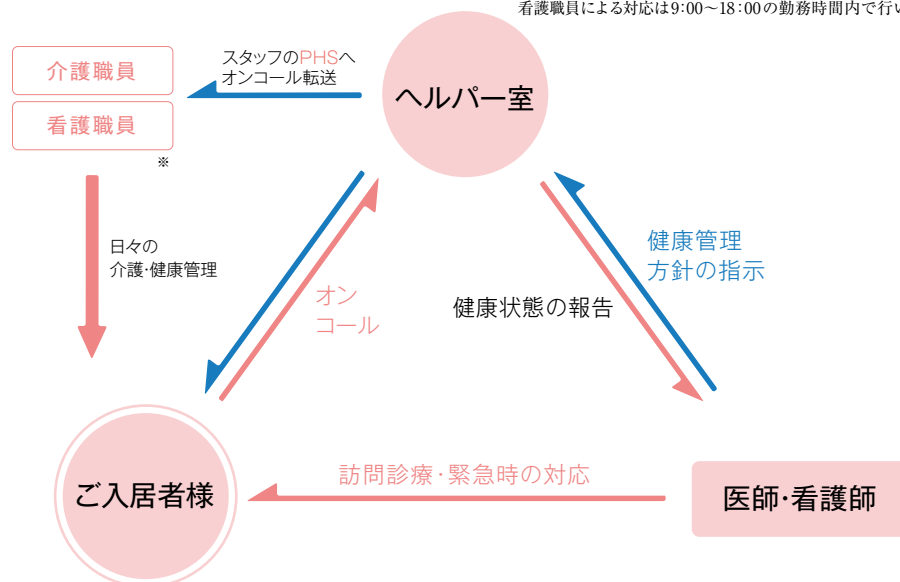 看護職員による対応は9:00〜18:00の勤務時間内で行い
介護職員
看護職員
※
スタッフのPHSへ
オンコール転送
ヘルパー室
日々の
介護・健康管理
オン
コール
健康状態の報告
健康管理
方針の指示
ご入居者様
訪問診療・緊急時の対応
医師・看護師